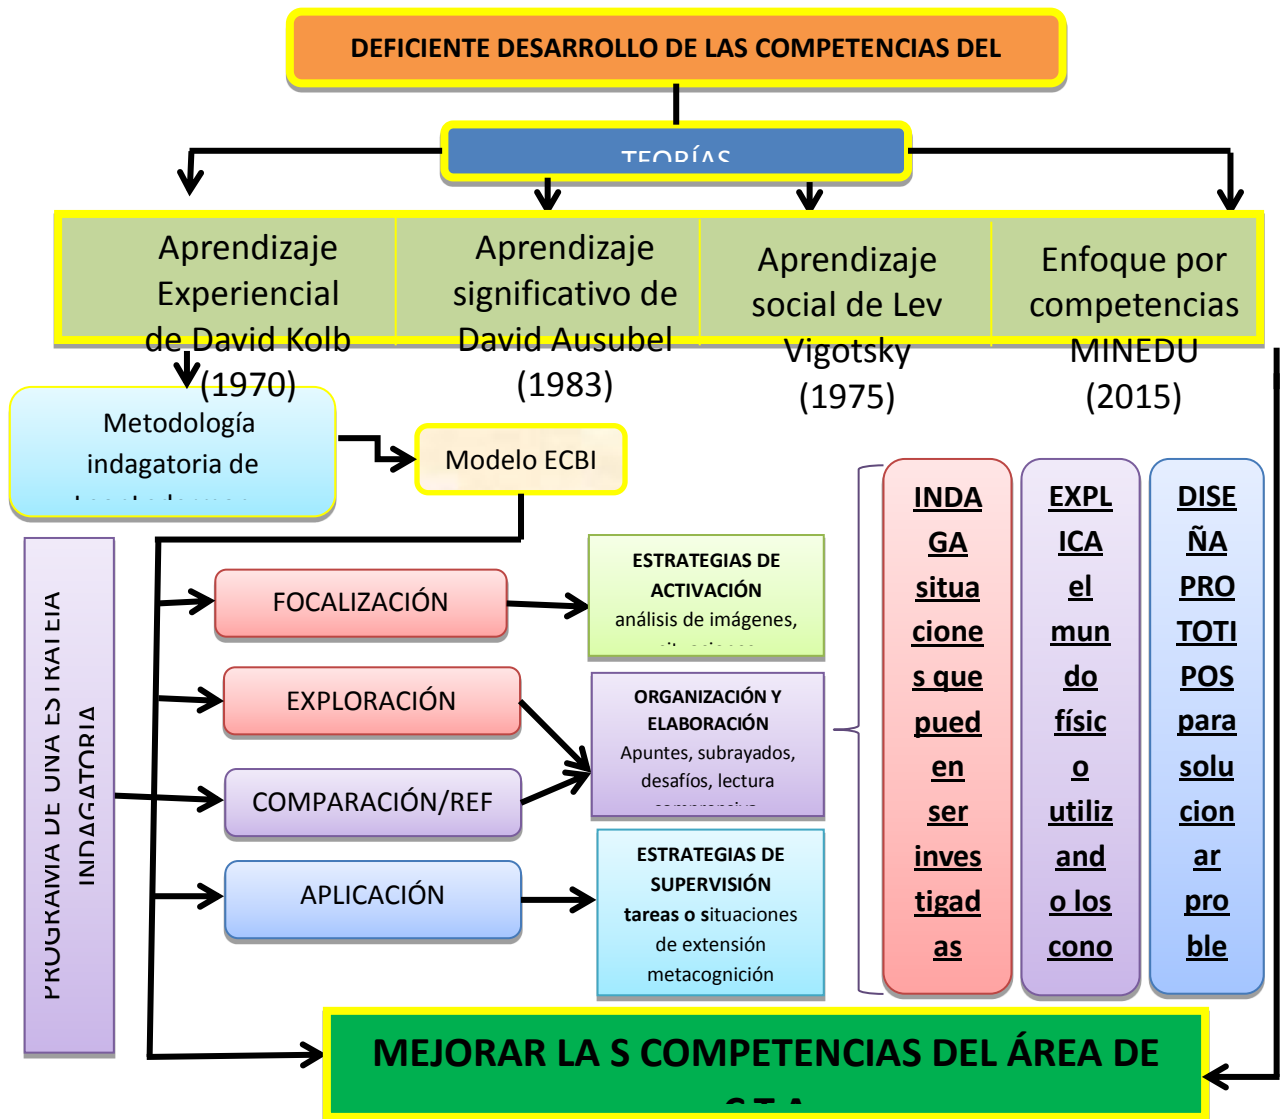 DEFICIENTE DESARROLLO DE LAS COMPETENCIAS DEL
TEORÍAS
Aprendizaje
Experiencial
de David Kolb
(1970)
Aprendizaje
significativo de
David Ausubel
(1983)
Aprendizaje
social de Lev
Vigotsky
(1975)
Enfoque por
competencias
MINEDU
(2015)
Metodología
indagatoria de
Modelo ECBI
PROGRAMA DE UNA ESTRATEIA
INDAGATORIA
FOCALIZACIÓN
EXPLORACIÓN
COMPARACIÓN/REF
APLICACIÓN
ESTRATEGIAS DE
ACTIVACIÓN
análisis de imágenes,
ORGANIZACIÓN Y
ELABORACIÓN
Apuntes, subrayados,
desafíos, lectura
ESTRATEGIAS DE
SUPERVISIÓN
tareas o situaciones
de extensión
metacognición
INDA
GA
situa
cione
s que
pued
en
ser
inves
tigad
as
EXPL
ICA
el
mun
do
físic
o
utiliz
and
o los
cono
DISE
ÑA
PRO
TOTI
POS
para
solu
cion
ar
pro
ble
MEJORAR LA S COMPETENCIAS DEL ÁREA DE